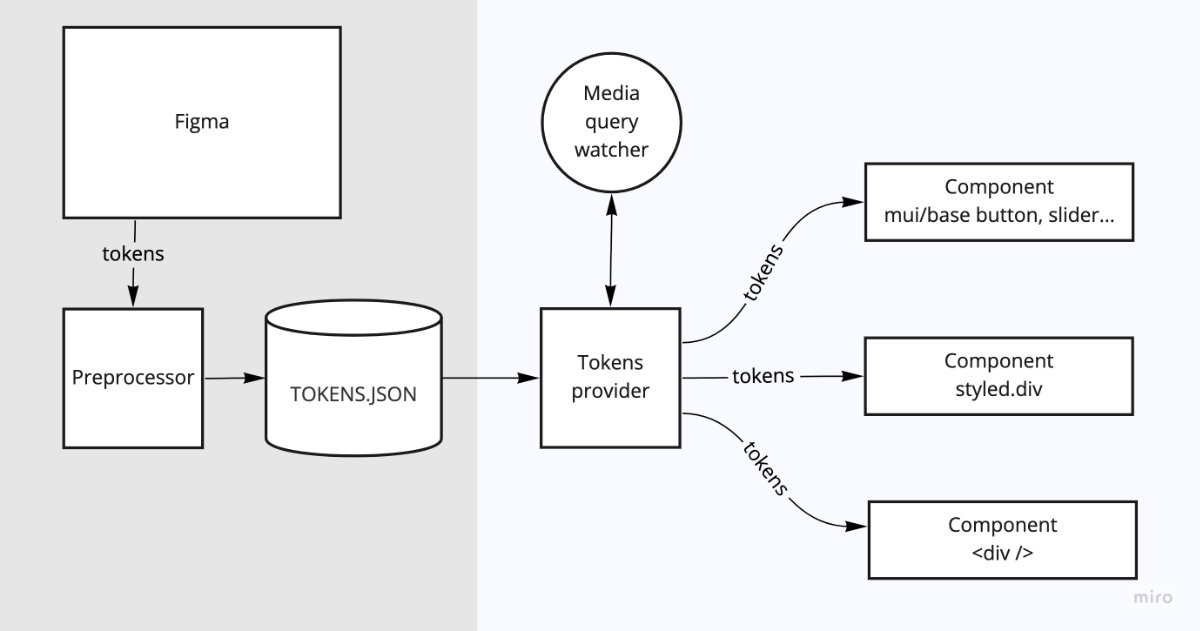 Figma
tokens
Preprocessor
TOKENS.JSON
Media
query
watcher
Tokens
provider
tokens
Component
mui/base button, slider...
tokens
Component
styled.div
tokens
Component
<div />
miro